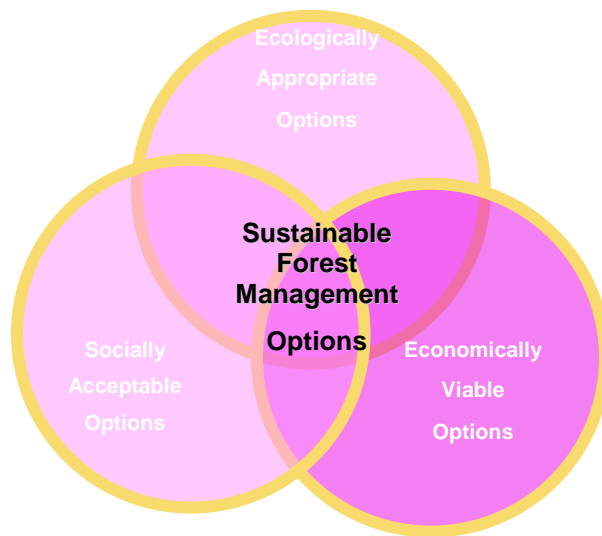 Ecologically
Appropriate
Options
Sustainable
Forest
Management
Options
Socially
Acceptable
Options
Economically
Viable
Options